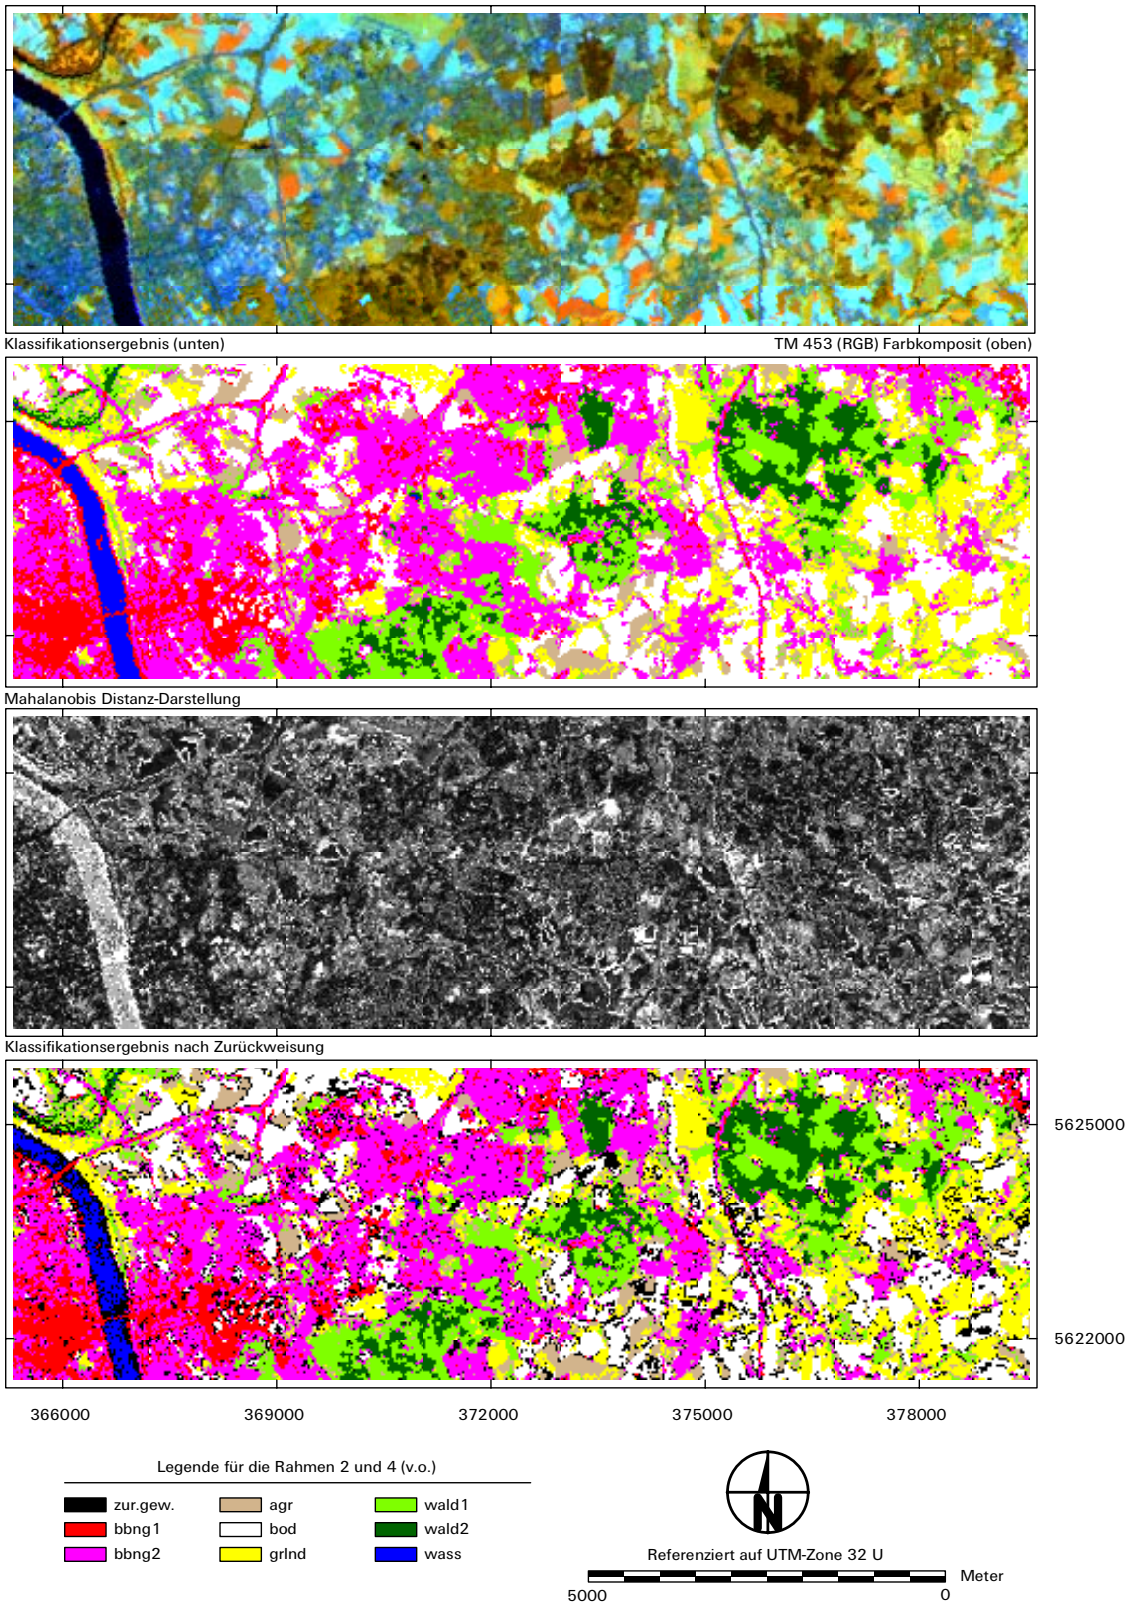 Klassifikationsergebnis (unten)
TM 453 (RGB) Farbkomposit (oben)
Mahalanobis Distanz-Darstellung
Klassifikationsergebnis nach Zurückweisung
5625000
5622000
366000 369000 372000 375000 378000
Legende für die Rahmen 2 und 4 (v.o.)
zur.gew. agr wald1
bbng1 bod wald2
bbng2 grlnd wass
N
Referenziert auf UTM-Zone 32 U
Meter
5000 0